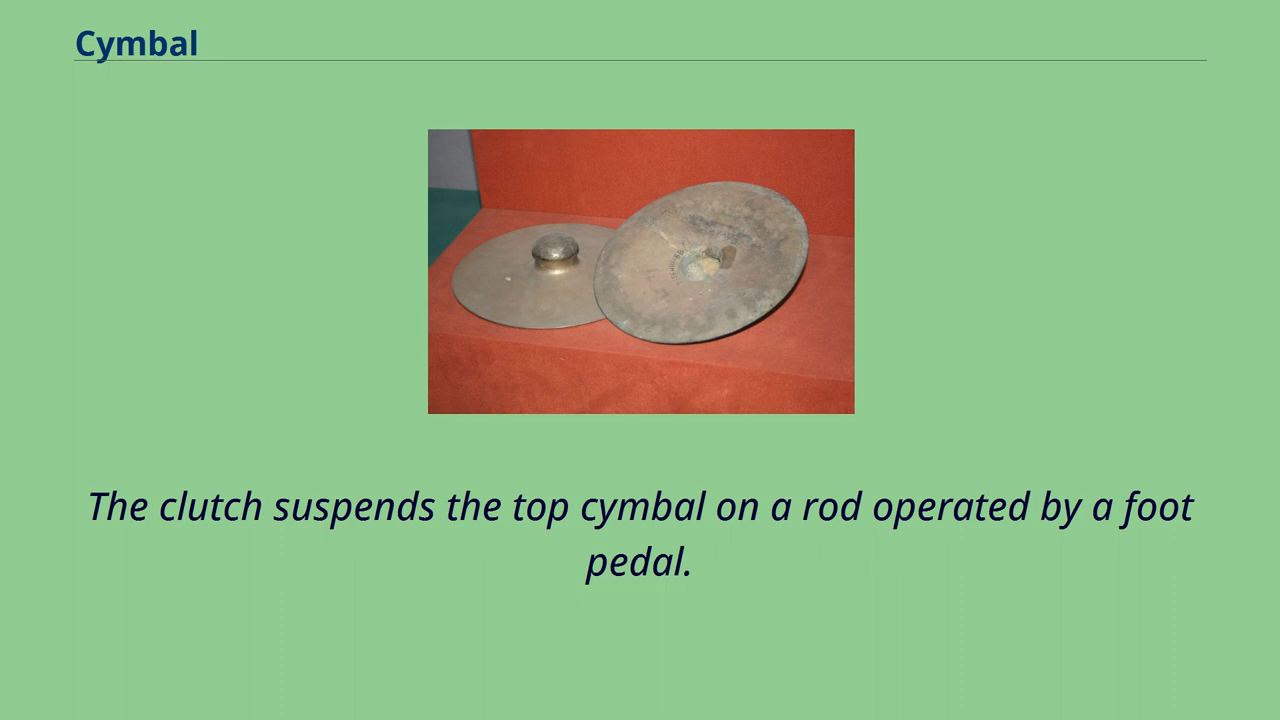 Cymbal
The clutch suspends the top cymbal on a rod operated by a foot
pedal.